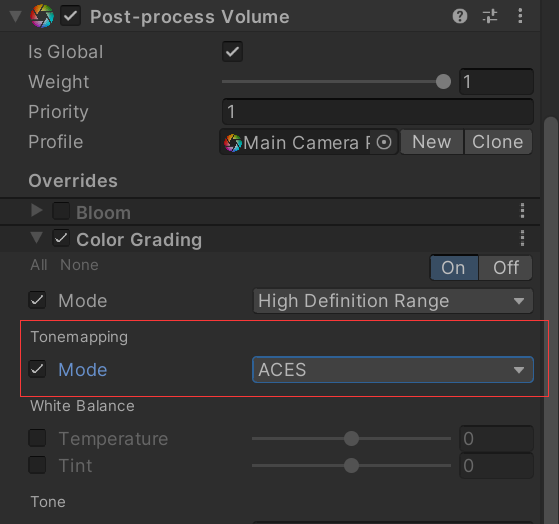 Post-process Volume
Is Global
Weight 1
Priority 1
Profile Main Camera New Clone
Overrides
Bloom
Color Grading
All None On Off
Mode High Definition Range
Tonemapping
Mode ACES
White Balance
Temperature 0
Tint 0
Tone